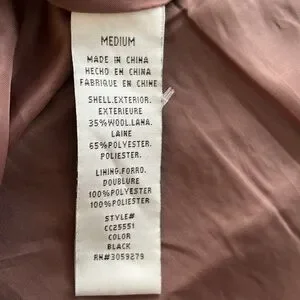 MEDIUM
MADE IN CHINA
HECHO EN CHINA
FABRIQUE EN CHINE
SHELL.EXTERIOR.
EXTERIEURE
35%WOOL.LANA.
LAINE
65%POLYESTER.
POLIESTER.
LINING.FORRO.
DOUBLURE
100%POLYESTER
100%POLIESTER
STYLE#
CC25551
COLOR
BLACK
RN#3059279